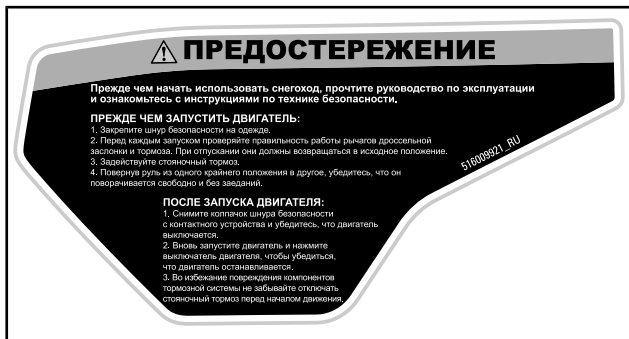 ПРЕДОСТЕРЕЖЕНИЕ
Прежде чем начать использовать снегоход, прочтите руководство по эксплуатации
и ознакомьтесь с инструкциями по технике безопасности.
ПРЕЖДЕ ЧЕМ ЗАПУСТИТЬ ДВИГАТЕЛЬ:
1. Закрепите шнур безопасности на одежде.
2. Перед каждым запуском проверяйте правильность работы рычагов дроссельной
заслонки и тормоза. При отпускании они должны возвращаться в исходное положение.
3. Задействуйте стояночный тормоз.
4. Повернув руль из одного крайнего положения в другое, убедитесь, что он
поворачивается свободно и без заеданий.
516009921_RU
ПОСЛЕ ЗАПУСКА ДВИГАТЕЛЯ:
1. Снимите колпачок шнура безопасности
с контактного устройства и убедитесь, что двигатель
выключается.
2. Вновь запустите двигатель и нажмите
выключатель двигателя, чтобы убедиться,
что двигатель останавливается.
3. Во избежание повреждения компонентов
тормозной системы не забывайте отключать
стояночный тормоз перед началом движения.